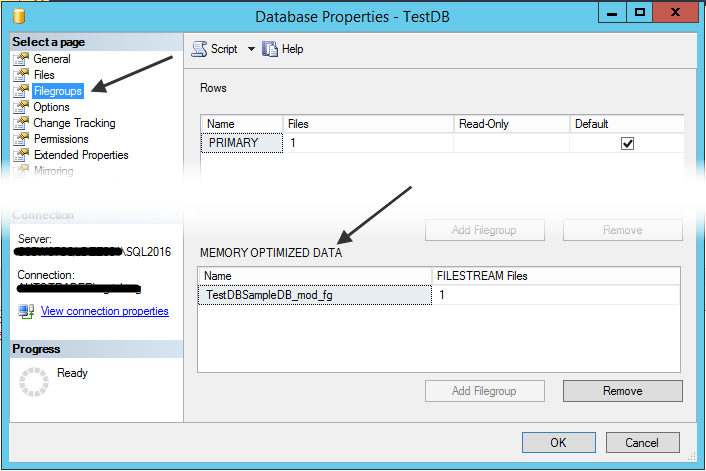 Database Properties - TestDB
Select a page
General
Files
Filegroups
Options
Change Tracking
Permissions
Extended Properties
Mirroring
Connection
Server:
\SQL2016
Connection:
View connection properties
Progress
Ready
Script
Help
Rows
Name Files Read-Only Default
PRIMARY 1
Add Filegroup Remove
MEMORY OPTIMIZED DATA
Name FILESTREAM Files
TestDBSampleDB_mod_fg 1
Add Filegroup Remove
OK Cancel